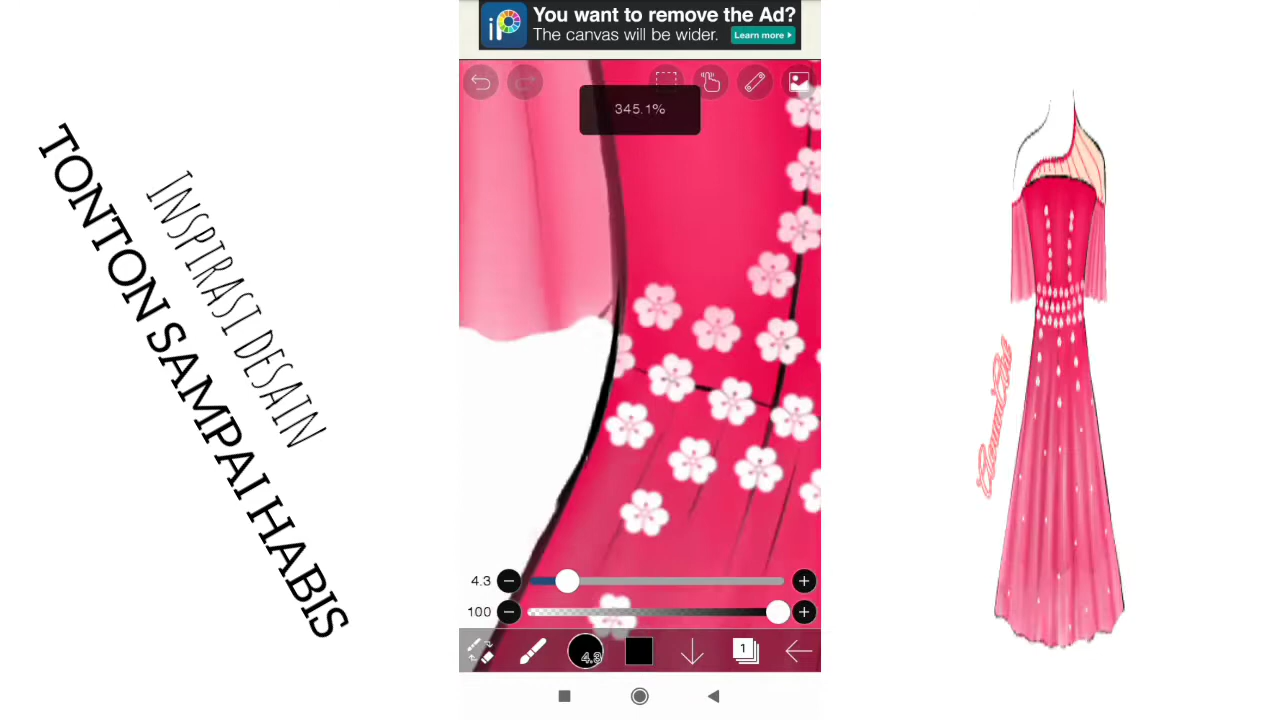 Inspirasi desain
TONTON SAMPAI HABIS
iP
You want to remove the Ad?
The canvas will be wider.
Learn more
345.1%
4.3
100
4.3
1